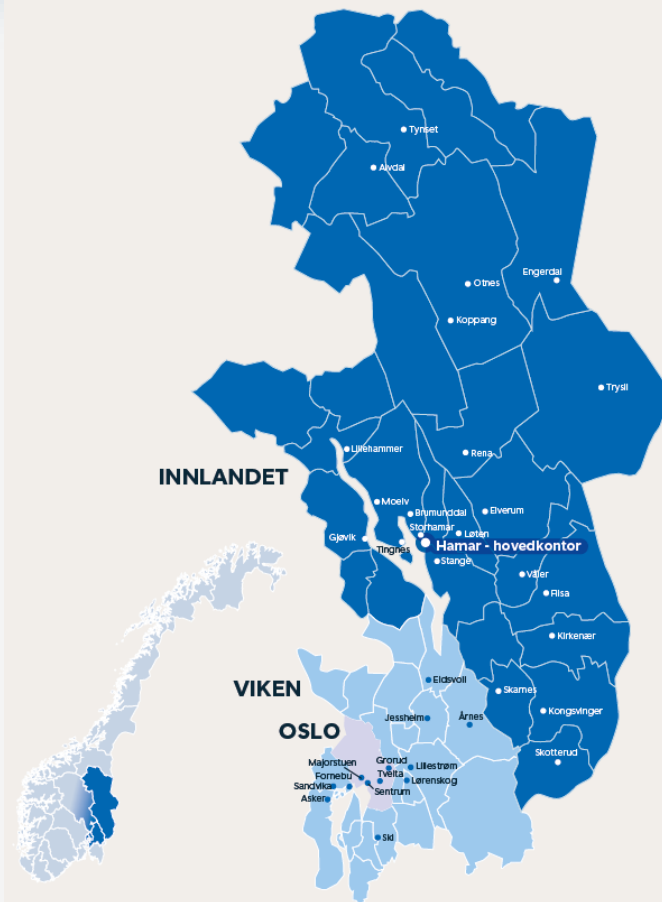 Tynset
Alvdal
Engerdal
Otnes
Koppang
Trysil
Lillehammer
Rena
INNLANDET
Moelv
Brumunddal
Elverum
Storhamar
Løten
Gjøvik
Tingnes
Hamar - hovedkontor
Stange
Våler
Flisa
Kirkenær
VIKEN
Eidsvoll
Skarnes
Kongsvinger
Jessheim
Årnes
OSLO
Skotterud
Majorstuen
Grorud
Lillestrøm
Fornebu
Tveita
Lørenskog
Sandvika
Sentrum
Asker
Ski